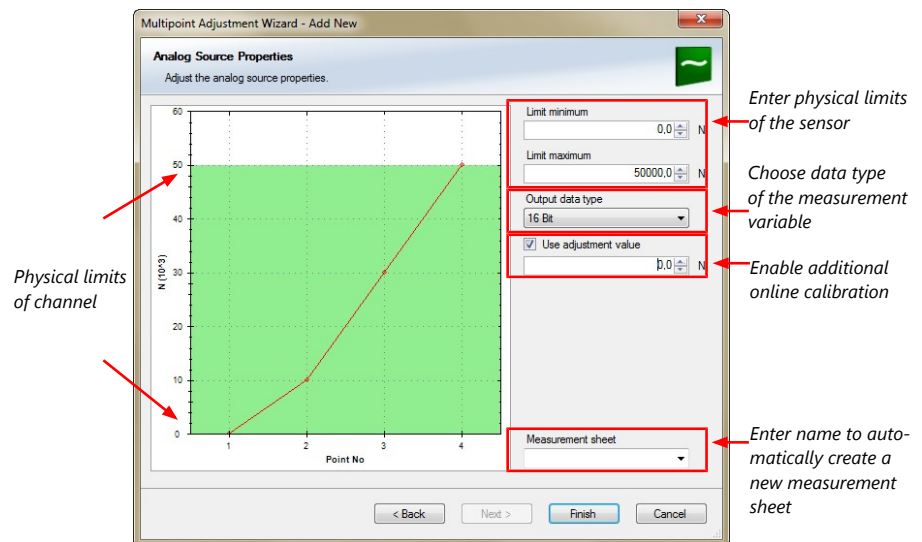 Multipoint Adjustment Wizard - Add New
Analog Source Properties
Adjust the analog source properties.
60
50
40
30
20
10
0
N (10^3)
1
2
3
4
Point No
Limit minimum
0,0 N
Limit maximum
50000,0 N
Output data type
16 Bit
Use adjustment value
0,0 N
Measurement sheet
< Back
Next >
Finish
Cancel
Physical limits
of channel
Enter physical limits
of the sensor
Choose data type
of the measurement
variable
Enable additional
online calibration
Enter name to auto-
matically create a
new measurement
sheet